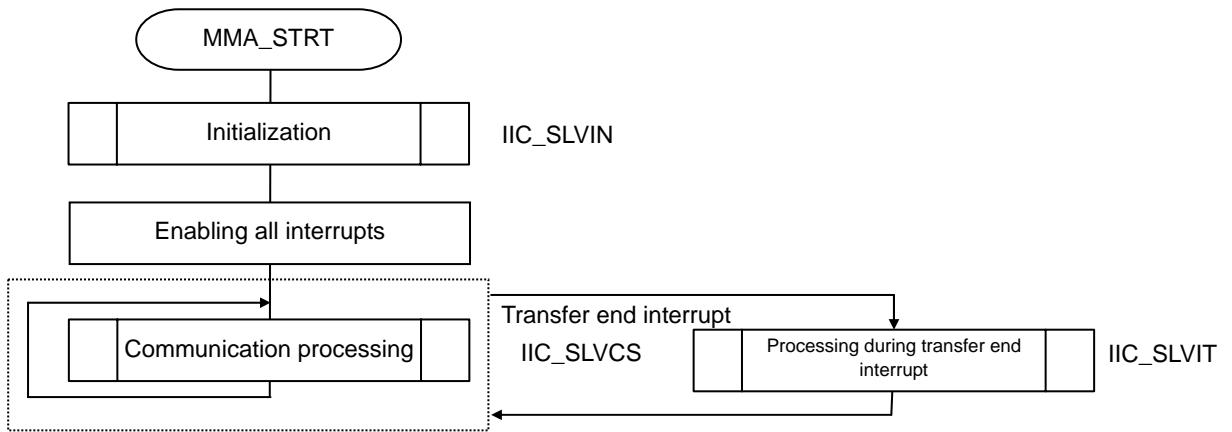 MMA_STRT
Initialization
IIC_SLVIN
Enabling all interrupts
Transfer end interrupt
Communication processing
IIC_SLVCS
Processing during transfer end
interrupt
IIC_SLVIT